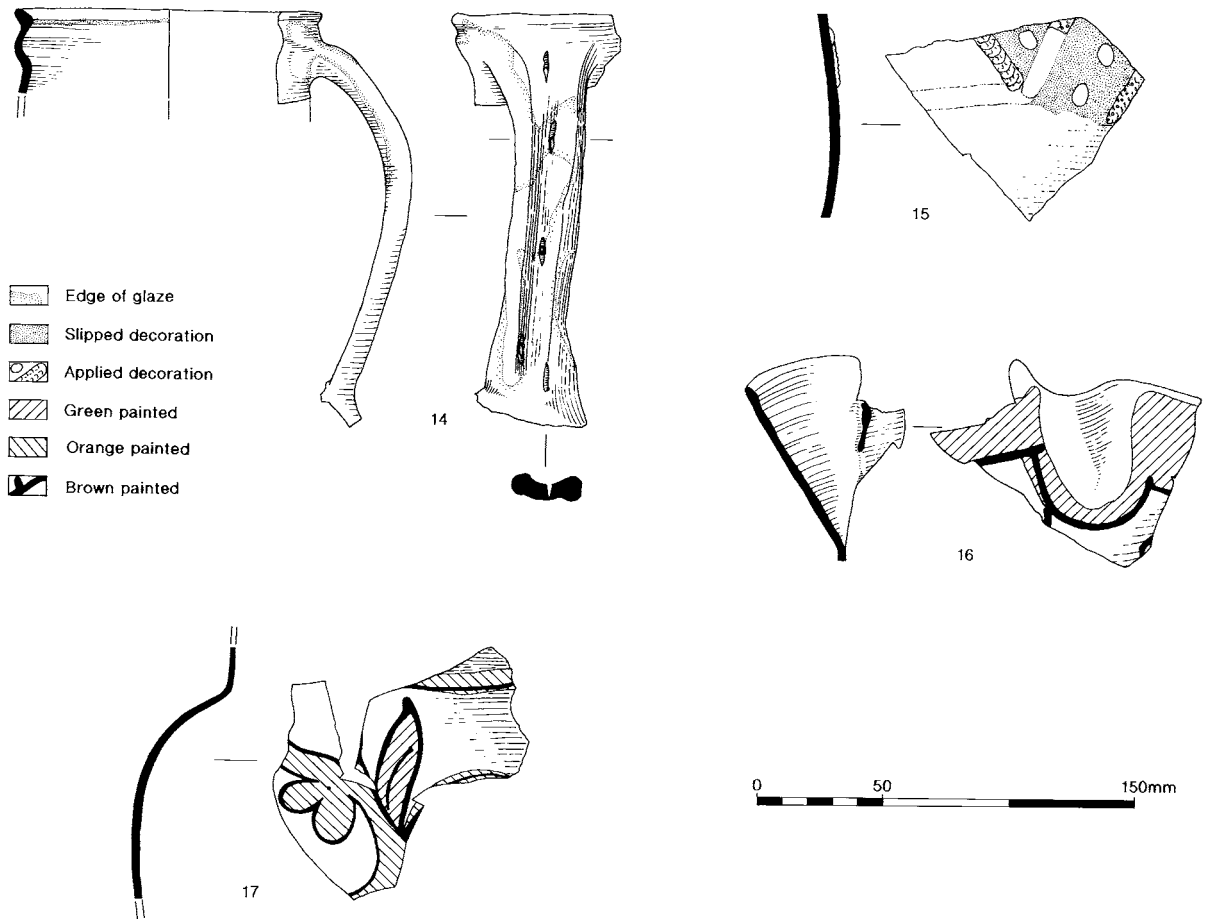 15
Edge of glaze
Slipped decoration
Applied decoration
Green painted
Orange painted
Brown painted
14
16
17
0 50 150mm